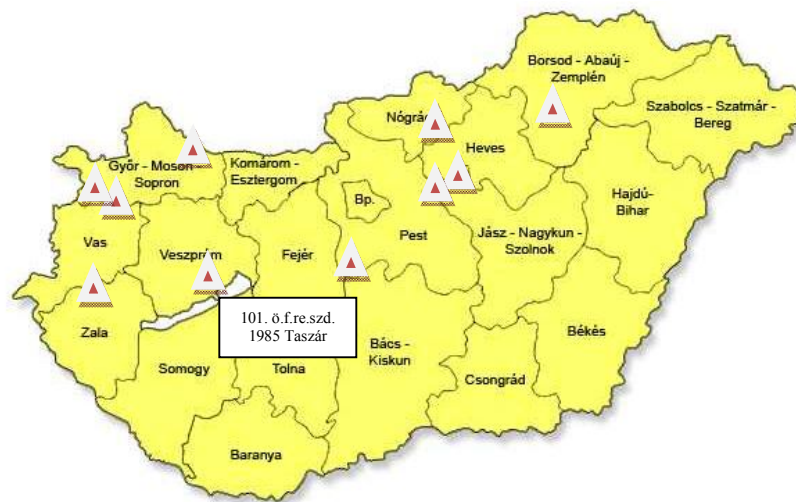 Borsod - Abaúj -
Zemplén
Szabolcs - Szatmár -
Bereg
Nógrád
Heves
Győr - Moson
Sopron
Komárom -
Esztergom
Hajdú-
Bihar
Bp.
Pest
Jász - Nagykun -
Szolnok
Vas
Veszprém
Fejér
Zala
101. ö.f.re.szd.
1985 Taszár
Bács -
Kiskun
Békés
Somogy
Tolna
Csongrád
Baranya